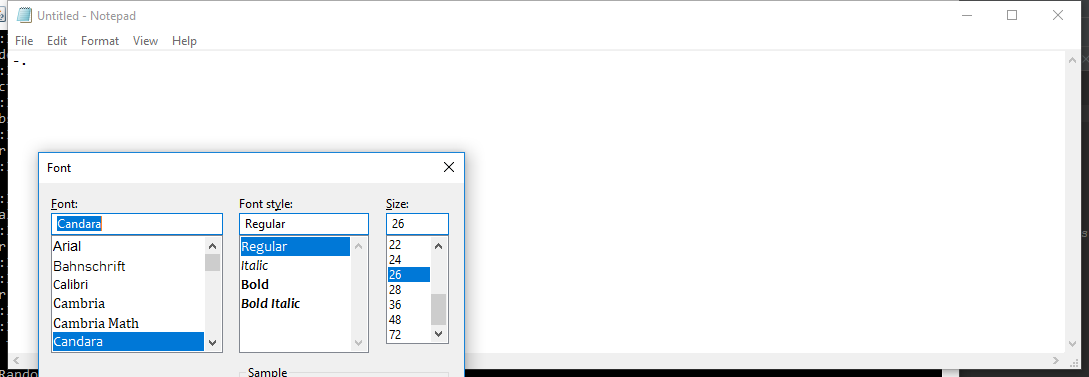 Untitled - Notepad
File Edit Format View Help
-.
Font
Font: Font style: Size:
Candara Regular 26
Arial Regular 22
Bahnschrift Italic 24
Calibri Bold 26
Cambria Bold Italic 28
Cambria Math 36
Candara 48
72
Sample
Rando